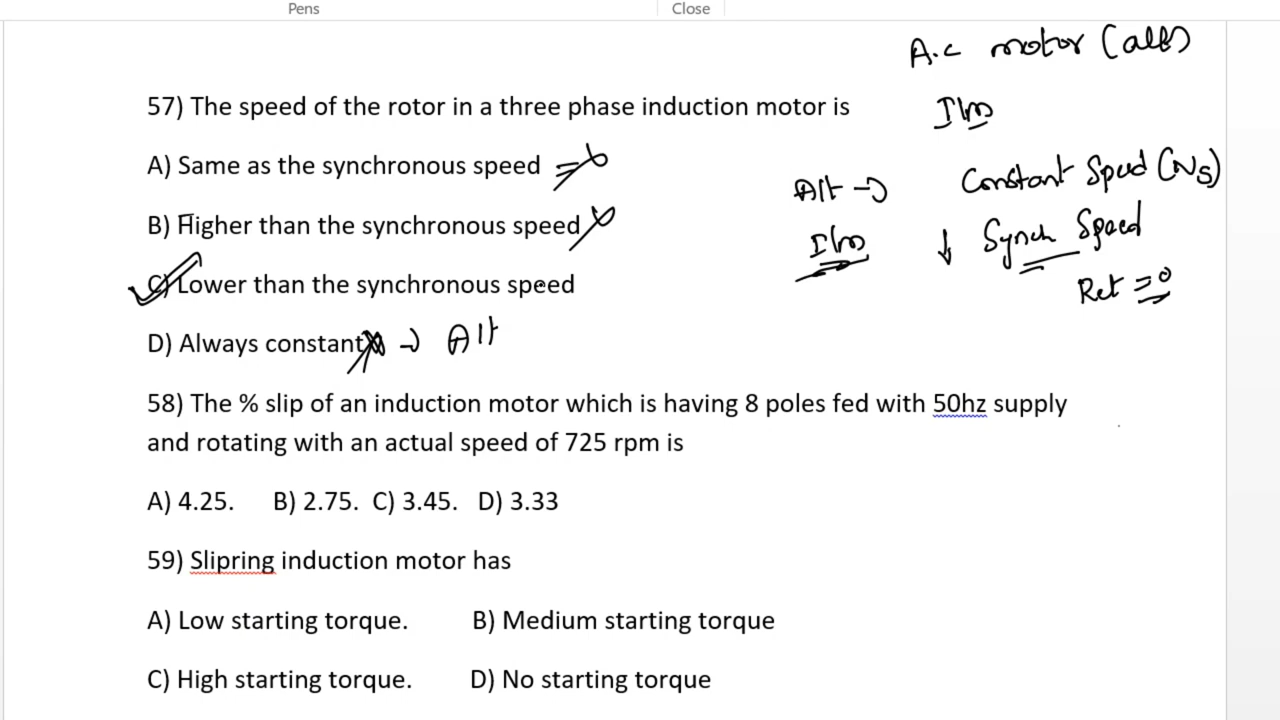 Pens Close
A.c motor (alt)
57) The speed of the rotor in a three phase induction motor is
I/m
A) Same as the synchronous speed
Alt → Constant Speed (Ns)
B) Higher than the synchronous speed
I/m ↓ Synch Speed
C) Lower than the synchronous speed
= 0
D) Always constant → Alt
58) The % slip of an induction motor which is having 8 poles fed with 50hz supply
and rotating with an actual speed of 725 rpm is
A) 4.25. B) 2.75. C) 3.45. D) 3.33
59) Slipring induction motor has
A) Low starting torque. B) Medium starting torque
C) High starting torque. D) No starting torque